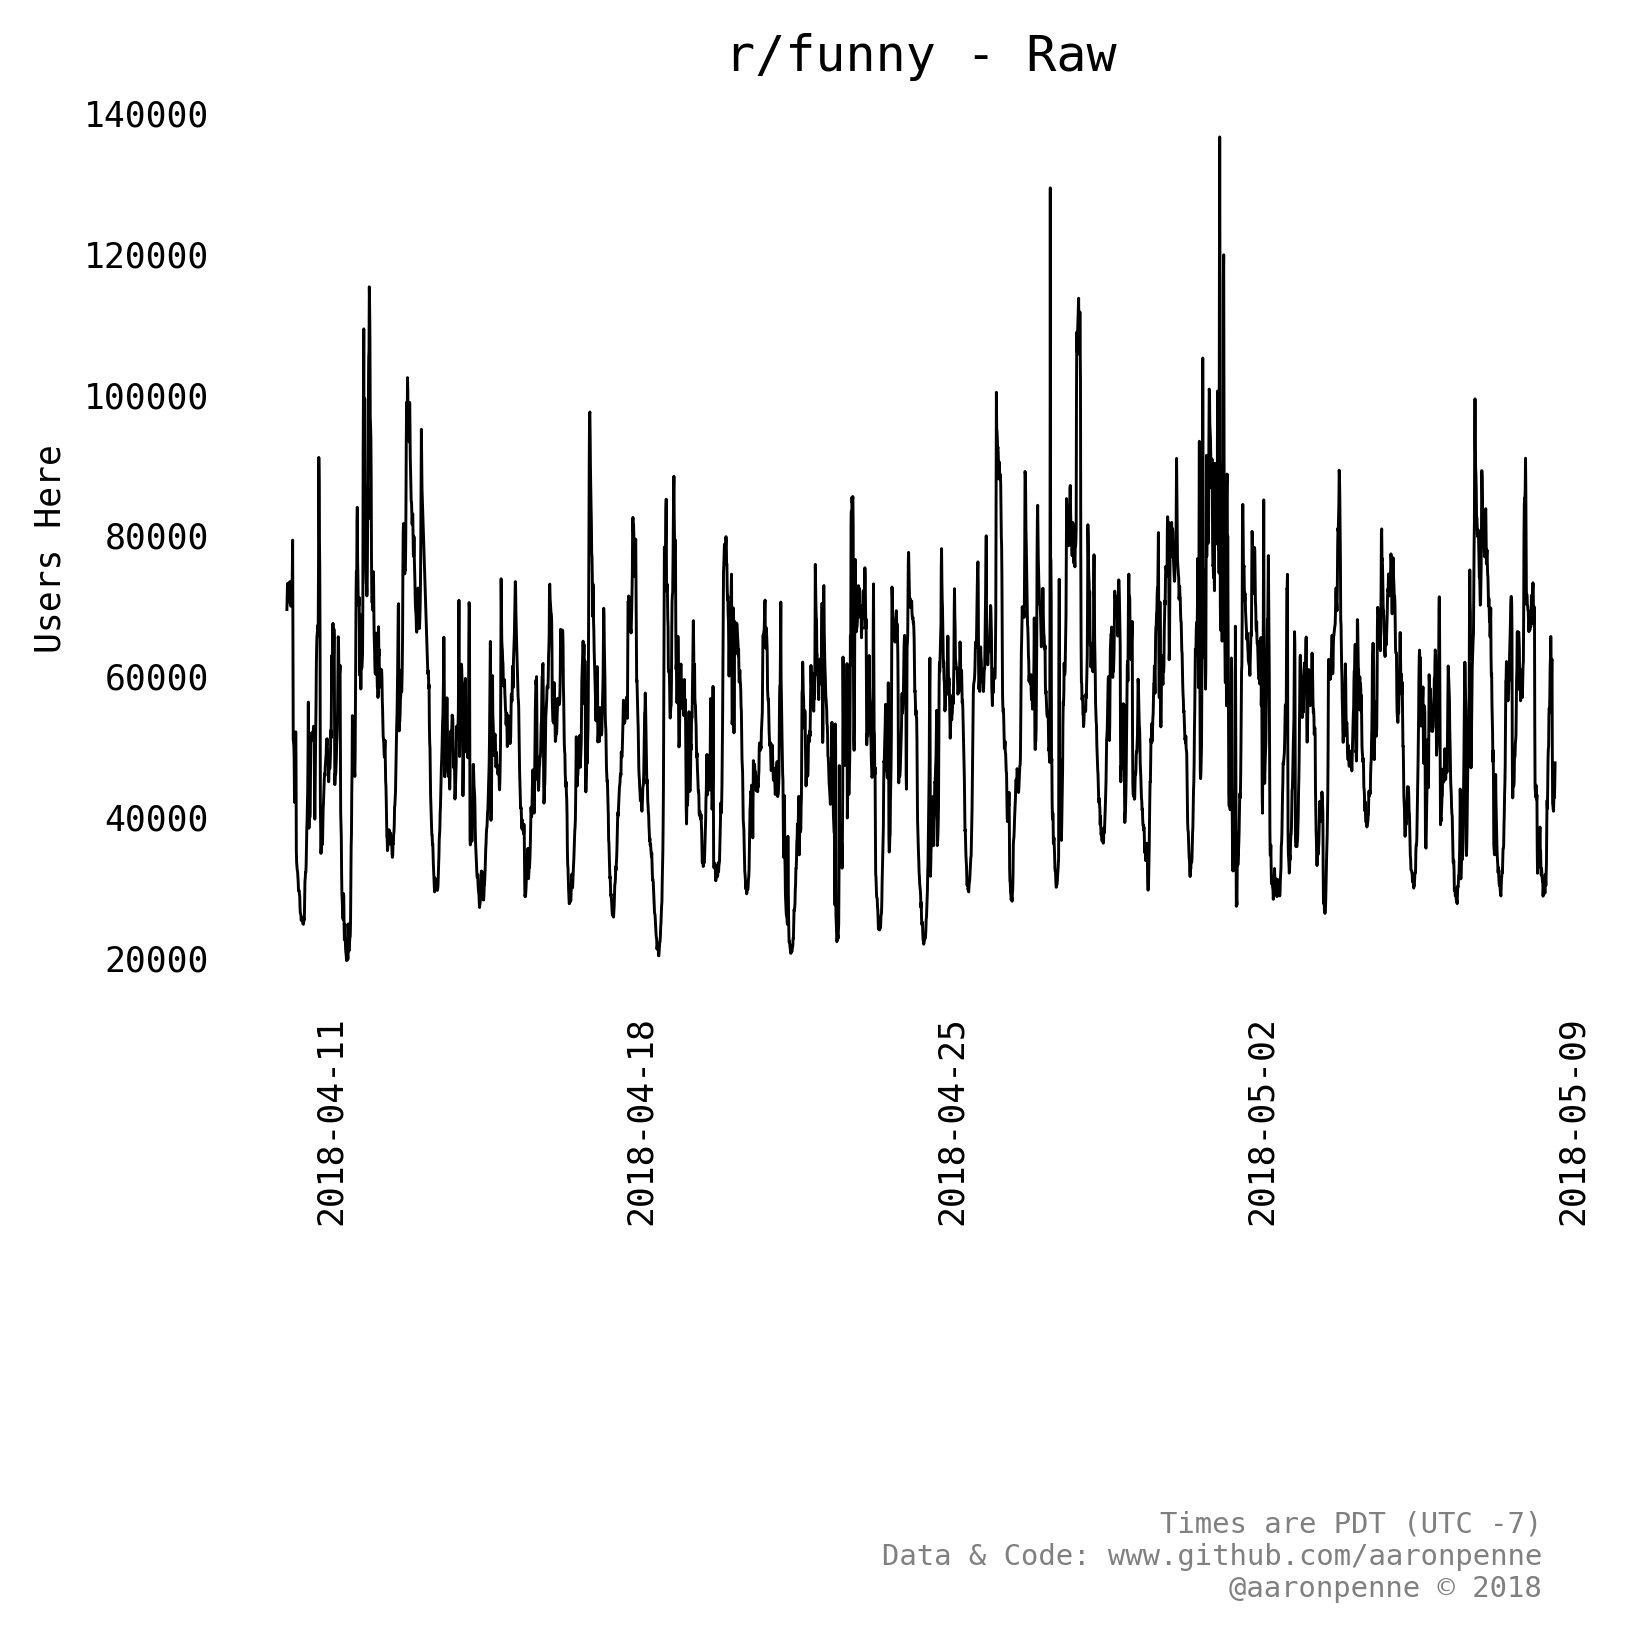 r/funny - Raw
140000
120000
100000
80000
60000
40000
20000
Users Here
2018-04-11
2018-04-18
2018-04-25
2018-05-02
2018-05-09
Times are PDT (UTC -7)
Data & Code: www.github.com/aaronpenne
@aaronpenne © 2018